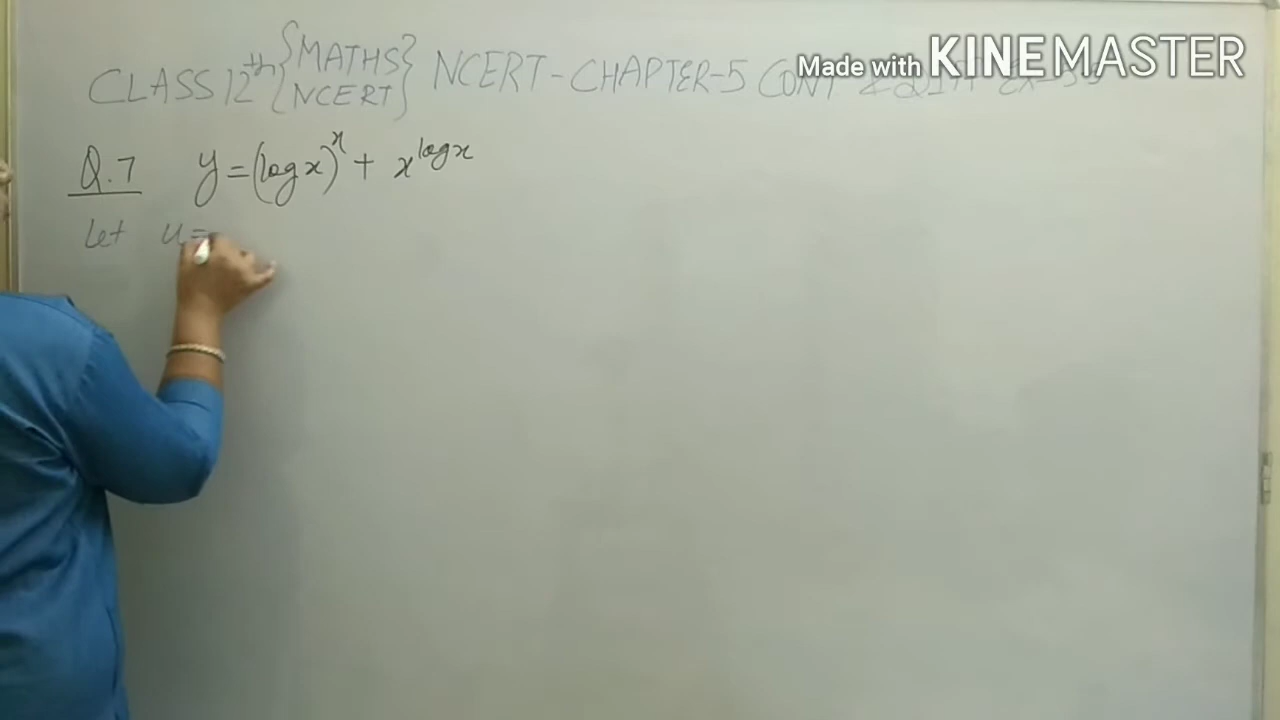 Made with KINEMASTER
CLASS 12th {MATHS NCERT} NCERT - CHAPTER-5 CONT
Q.7 y = (log x)^x + x^log x
Let u =